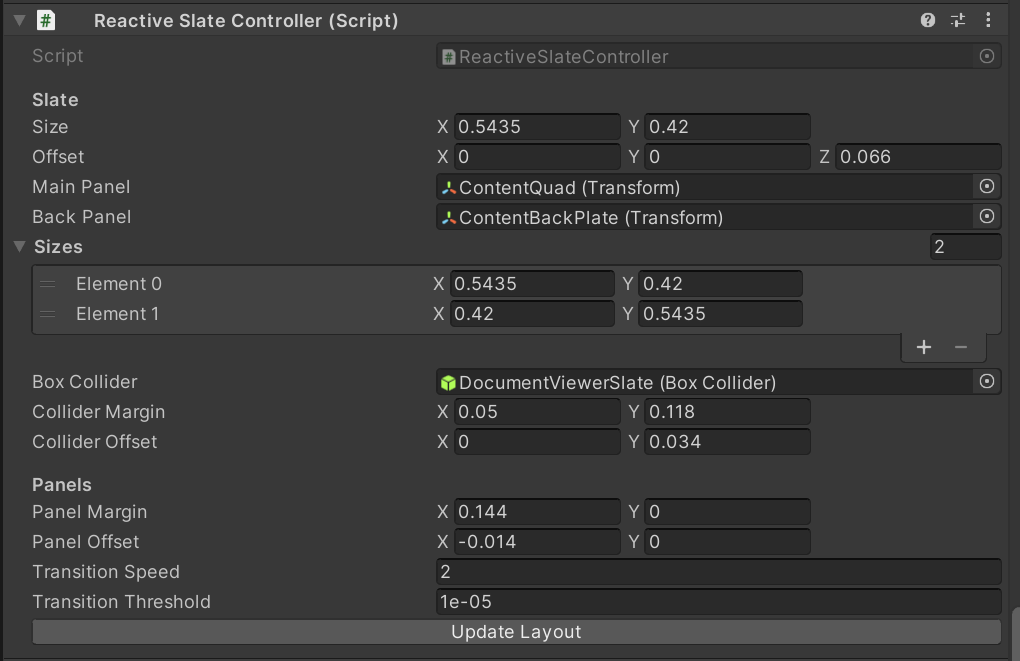 Reactive Slate Controller (Script)
Script ReactiveSlateController
Slate
Size X 0.5435 Y 0.42
Offset X 0 Y 0 Z 0.066
Main Panel ContentQuad (Transform)
Back Panel ContentBackPlate (Transform)
Sizes 2
Element 0 X 0.5435 Y 0.42
Element 1 X 0.42 Y 0.5435
Box Collider DocumentViewerSlate (Box Collider)
Collider Margin X 0.05 Y 0.118
Collider Offset X 0 Y 0.034
Panels
Panel Margin X 0.144 Y 0
Panel Offset X -0.014 Y 0
Transition Speed 2
Transition Threshold 1e-05
Update Layout